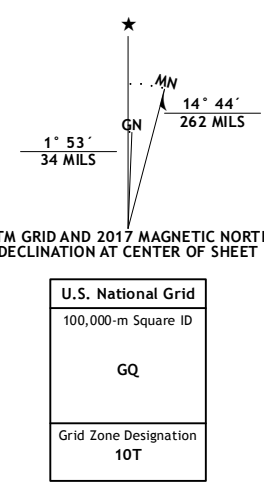 ★
MN
GN
14° 44´
262 MILS
1° 53´
34 MILS
TM GRID AND 2017 MAGNETIC NORTH
DECLINATION AT CENTER OF SHEET
U.S. National Grid
100,000-m Square ID
GQ
Grid Zone Designation
10T